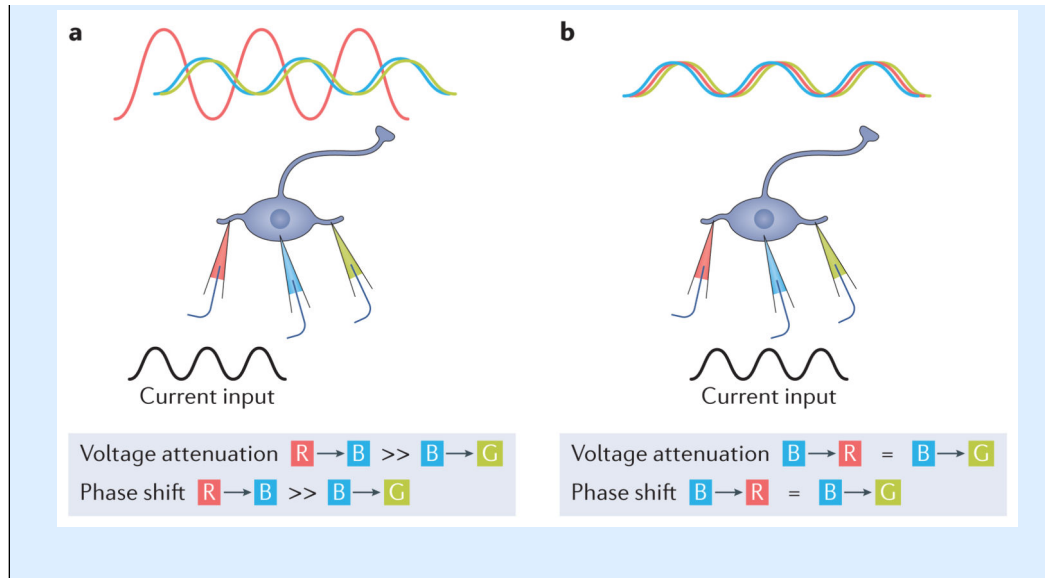 a
Current input
Voltage attenuation R → B >> B → G
Phase shift R → B >> B → G
b
Current input
Voltage attenuation B → R = B → G
Phase shift B → R = B → G